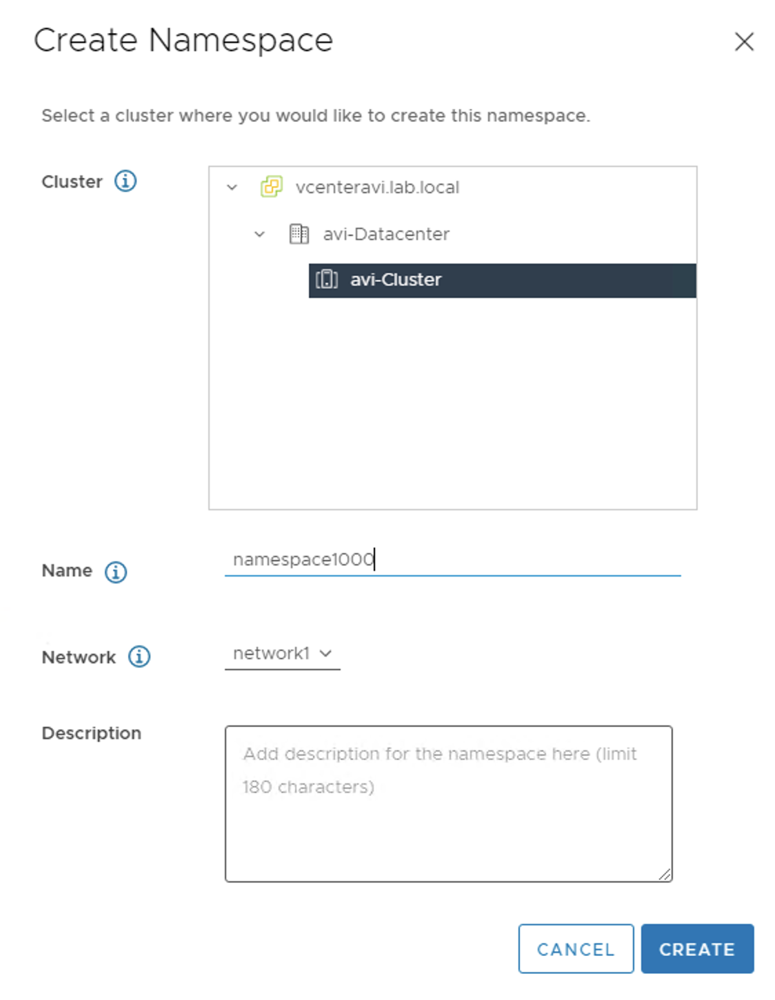 Create Namespace
Select a cluster where you would like to create this namespace.
Cluster
vcenteravi.lab.local
avi-Datacenter
avi-Cluster
Name
namespace1000
Network
network1
Description
Add description for the namespace here (limit
180 characters)
CANCEL
CREATE